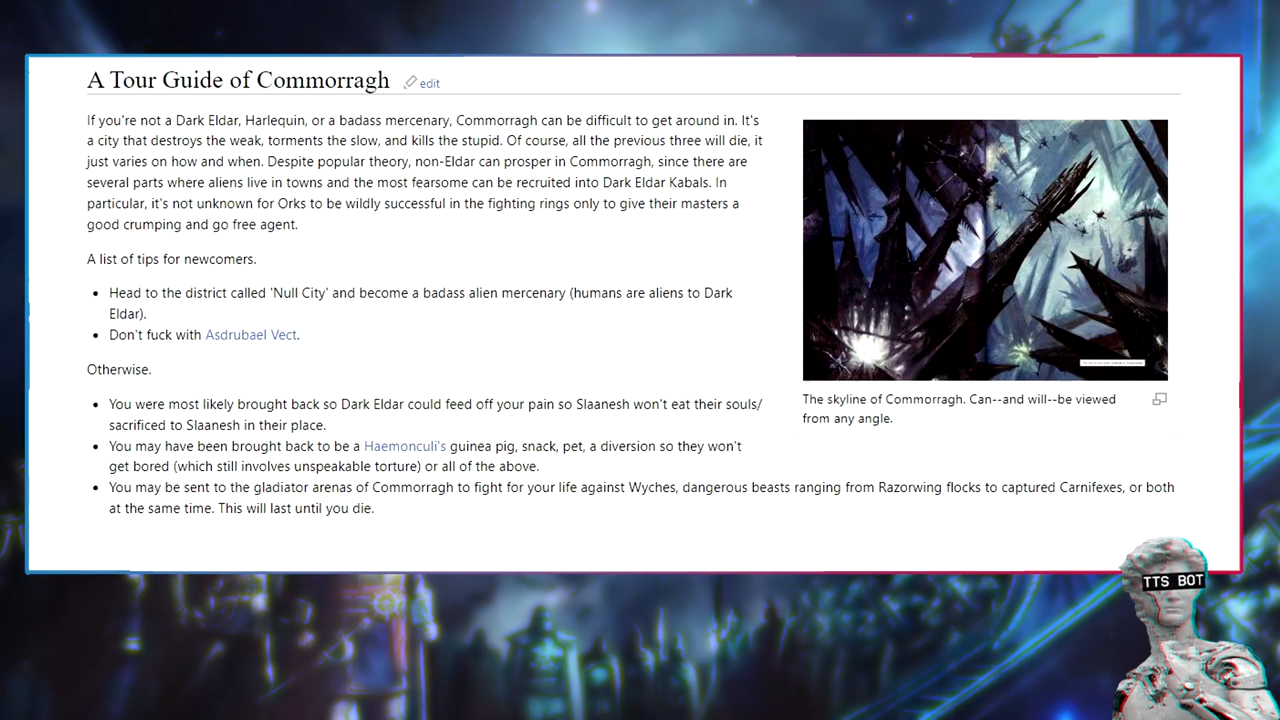 A Tour Guide of Commorragh edit
If you're not a Dark Eldar, Harlequin, or a badass mercenary, Commorragh can be difficult to get around in. It's
a city that destroys the weak, torments the slow, and kills the stupid. Of course, all the previous three will die, it
just varies on how and when. Despite popular theory, non-Eldar can prosper in Commorragh, since there are
several parts where aliens live in towns and the most fearsome can be recruited into Dark Eldar Kabals. In
particular, it's not unknown for Orks to be wildly successful in the fighting rings only to give their masters a
good crumping and go free agent.
A list of tips for newcomers.
• Head to the district called 'Null City' and become a badass alien mercenary (humans are aliens to Dark
Eldar).
• Don't fuck with Asdrubael Vect.
Otherwise.
• You were most likely brought back so Dark Eldar could feed off your pain so Slaanesh won't eat their souls/
sacrificed to Slaanesh in their place.
• You may have been brought back to be a Haemonculi's guinea pig, snack, pet, a diversion so they won't
get bored (which still involves unspeakable torture) or all of the above.
• You may be sent to the gladiator arenas of Commorragh to fight for your life against Wyches, dangerous beasts ranging from Razorwing flocks to captured Carnifexes, or both
at the same time. This will last until you die.
The skyline of Commorragh. Can--and will--be viewed
from any angle.
TTS BOT